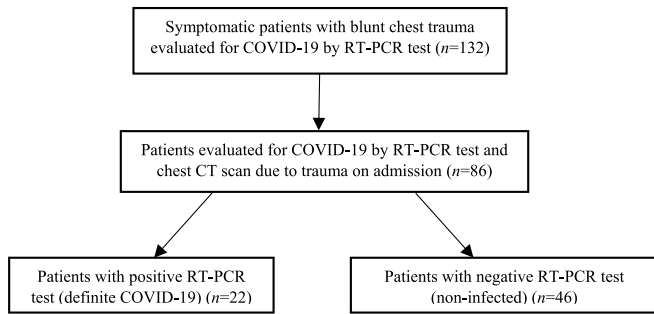 Symptomatic patients with blunt chest trauma
evaluated for COVID-19 by RT-PCR test (n=132)
Patients evaluated for COVID-19 by RT-PCR test and
chest CT scan due to trauma on admission (n=86)
Patients with positive RT-PCR
test (definite COVID-19) (n=22)
Patients with negative RT-PCR test
(non-infected) (n=46)